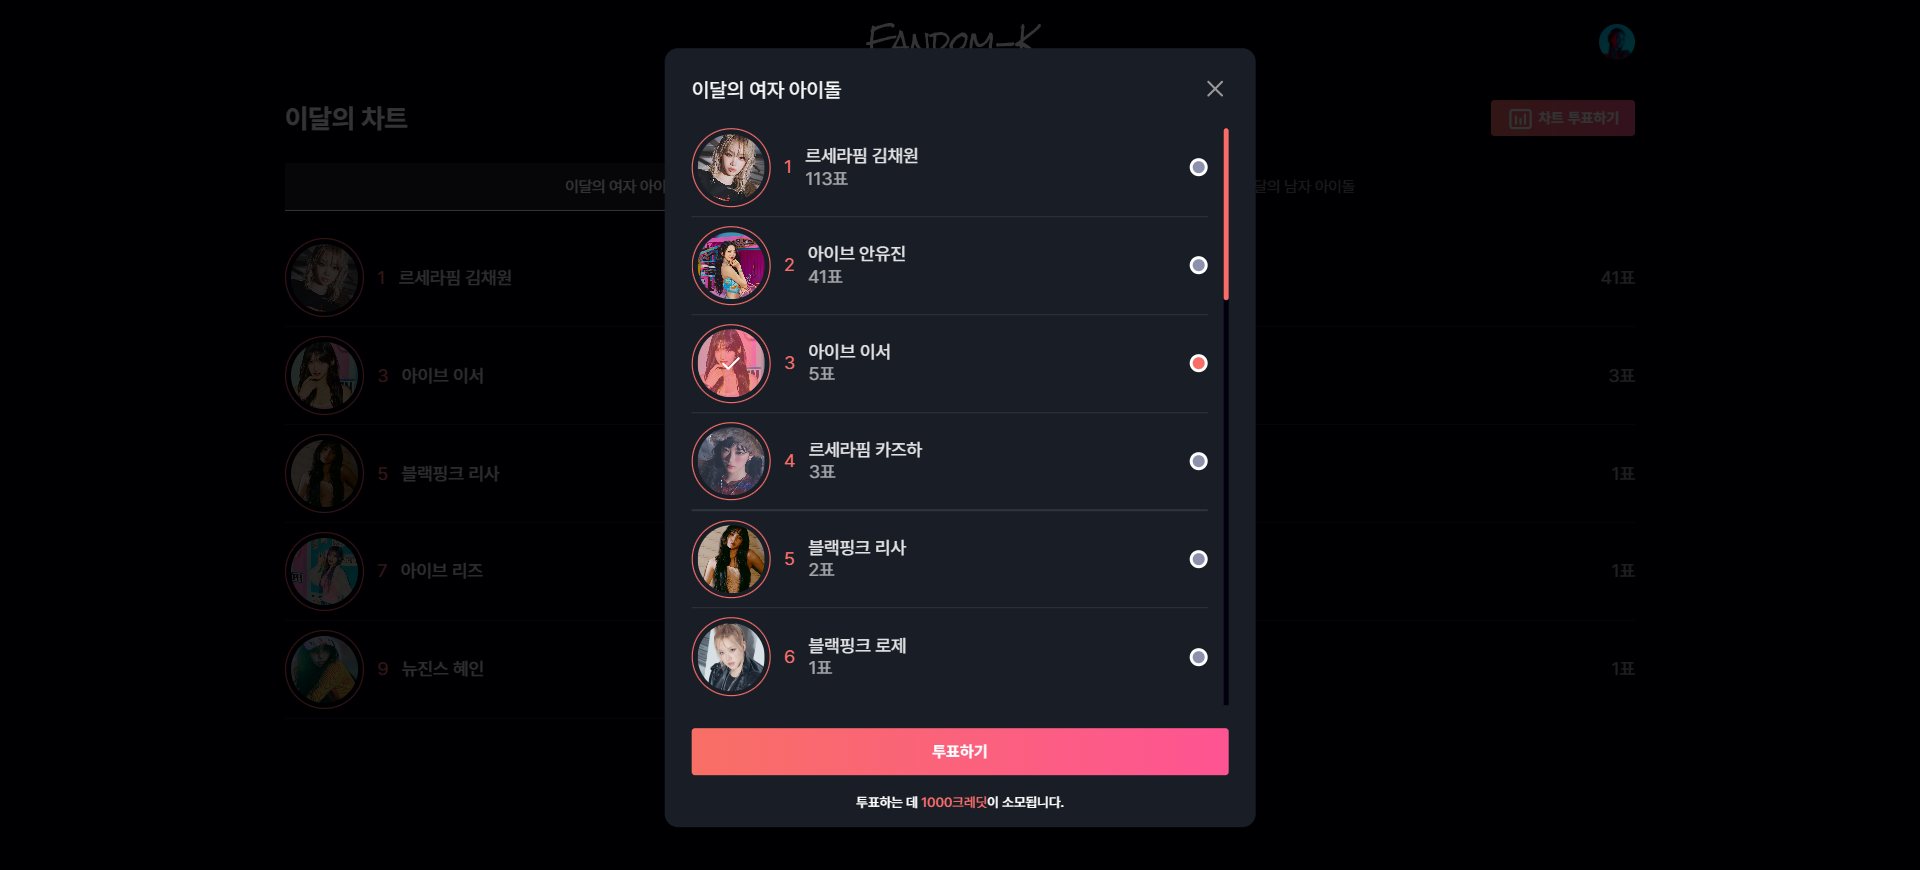 FANDOM-K
이달의 차트
차트 투표하기
이달의 여자 아이
달의 남자 아이돌
1 르세라핌 김채원
41표
3 아이브 이서
3표
5 블랙핑크 리사
1표
7 아이브 리즈
1표
9 뉴진스 혜인
1표
이달의 여자 아이돌
1 르세라핌 김채원
113표
2 아이브 안유진
41표
3 아이브 이서
5표
4 르세라핌 카즈하
3표
5 블랙핑크 리사
2표
6 블랙핑크 로제
1표
투표하기
투표하는 데 1000크레딧이 소모됩니다.